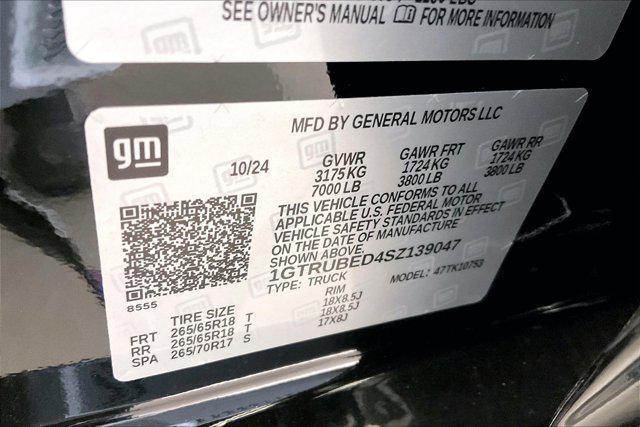 SEE OWNER'S MANUAL FOR MORE INFORMATION
gm
MFD BY GENERAL MOTORS LLC
10/24 GVWR GAWR FRT GAWR RR
3175 KG 1724 KG 1724 KG
7000 LB 3800 LB 3800 LB
THIS VEHICLE CONFORMS TO ALL
APPLICABLE U.S. FEDERAL MOTOR
VEHICLE SAFETY STANDARDS IN EFFECT
ON THE DATE OF MANUFACTURE
SHOWN ABOVE.
1GTRUBED4SZ139047
TYPE: TRUCK MODEL: 47TK10753
8555
TIRE SIZE RIM
FRT 265/65R18 T 18X8.5J
RR 265/65R18 T 18X8.5J
SPA 265/70R17 S 17X8J